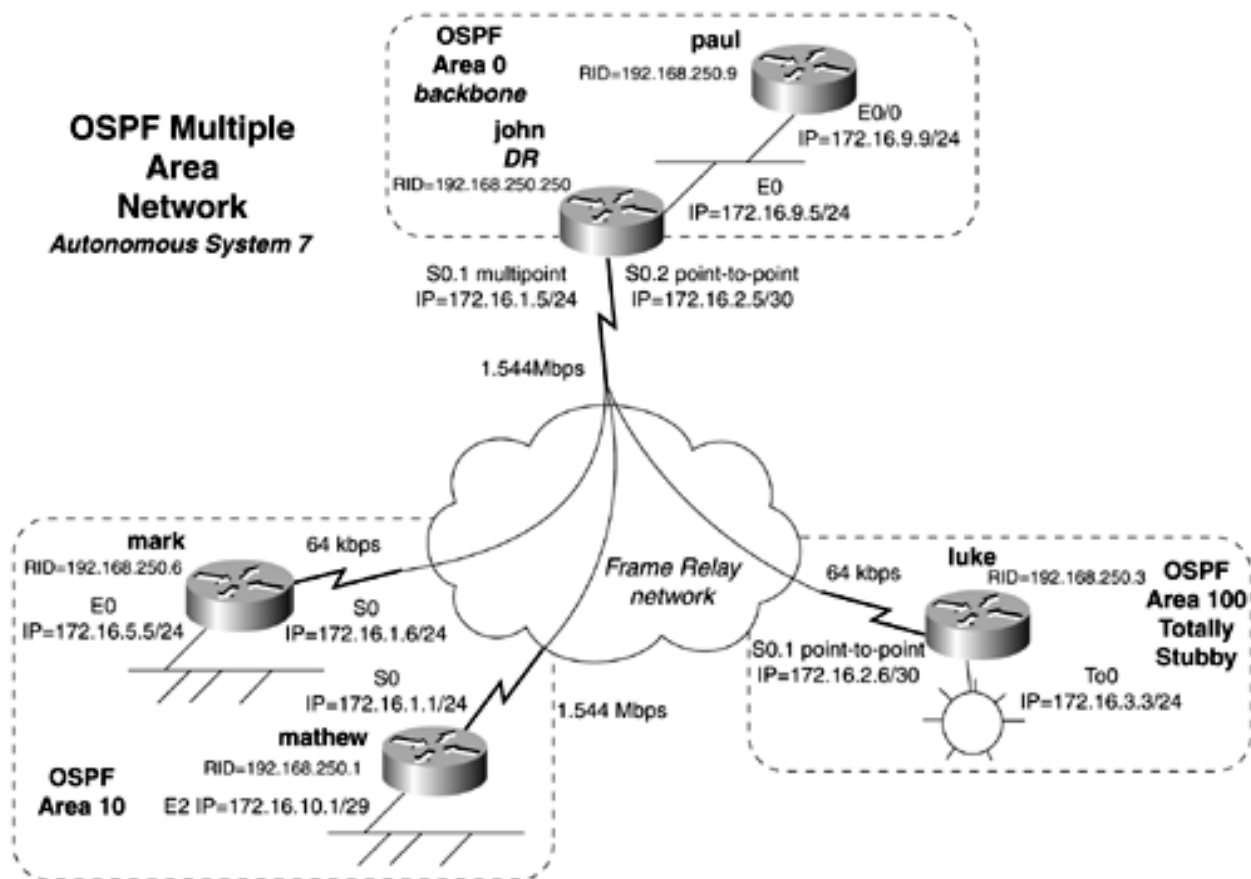 OSPF Multiple
Area
Network
Autonomous System 7
OSPF
Area 0
backbone
paul
RID=192.168.250.9
E0/0
IP=172.16.9.9/24
john
DR
RID=192.168.250.250
E0
IP=172.16.9.5/24
S0.1 multipoint
IP=172.16.1.5/24
S0.2 point-to-point
IP=172.16.2.5/30
1.544Mbps
Frame Relay
network
mark
RID=192.168.250.6
64 kbps
E0
IP=172.16.5.5/24
S0
IP=172.16.1.6/24
S0
IP=172.16.1.1/24
1.544 Mbps
mathew
RID=192.168.250.1
E2 IP=172.16.10.1/29
OSPF
Area 10
64 kbps
luke
RID=192.168.250.3
OSPF
Area 100
Totally
Stubby
S0.1 point-to-point
IP=172.16.2.6/30
To0
IP=172.16.3.3/24